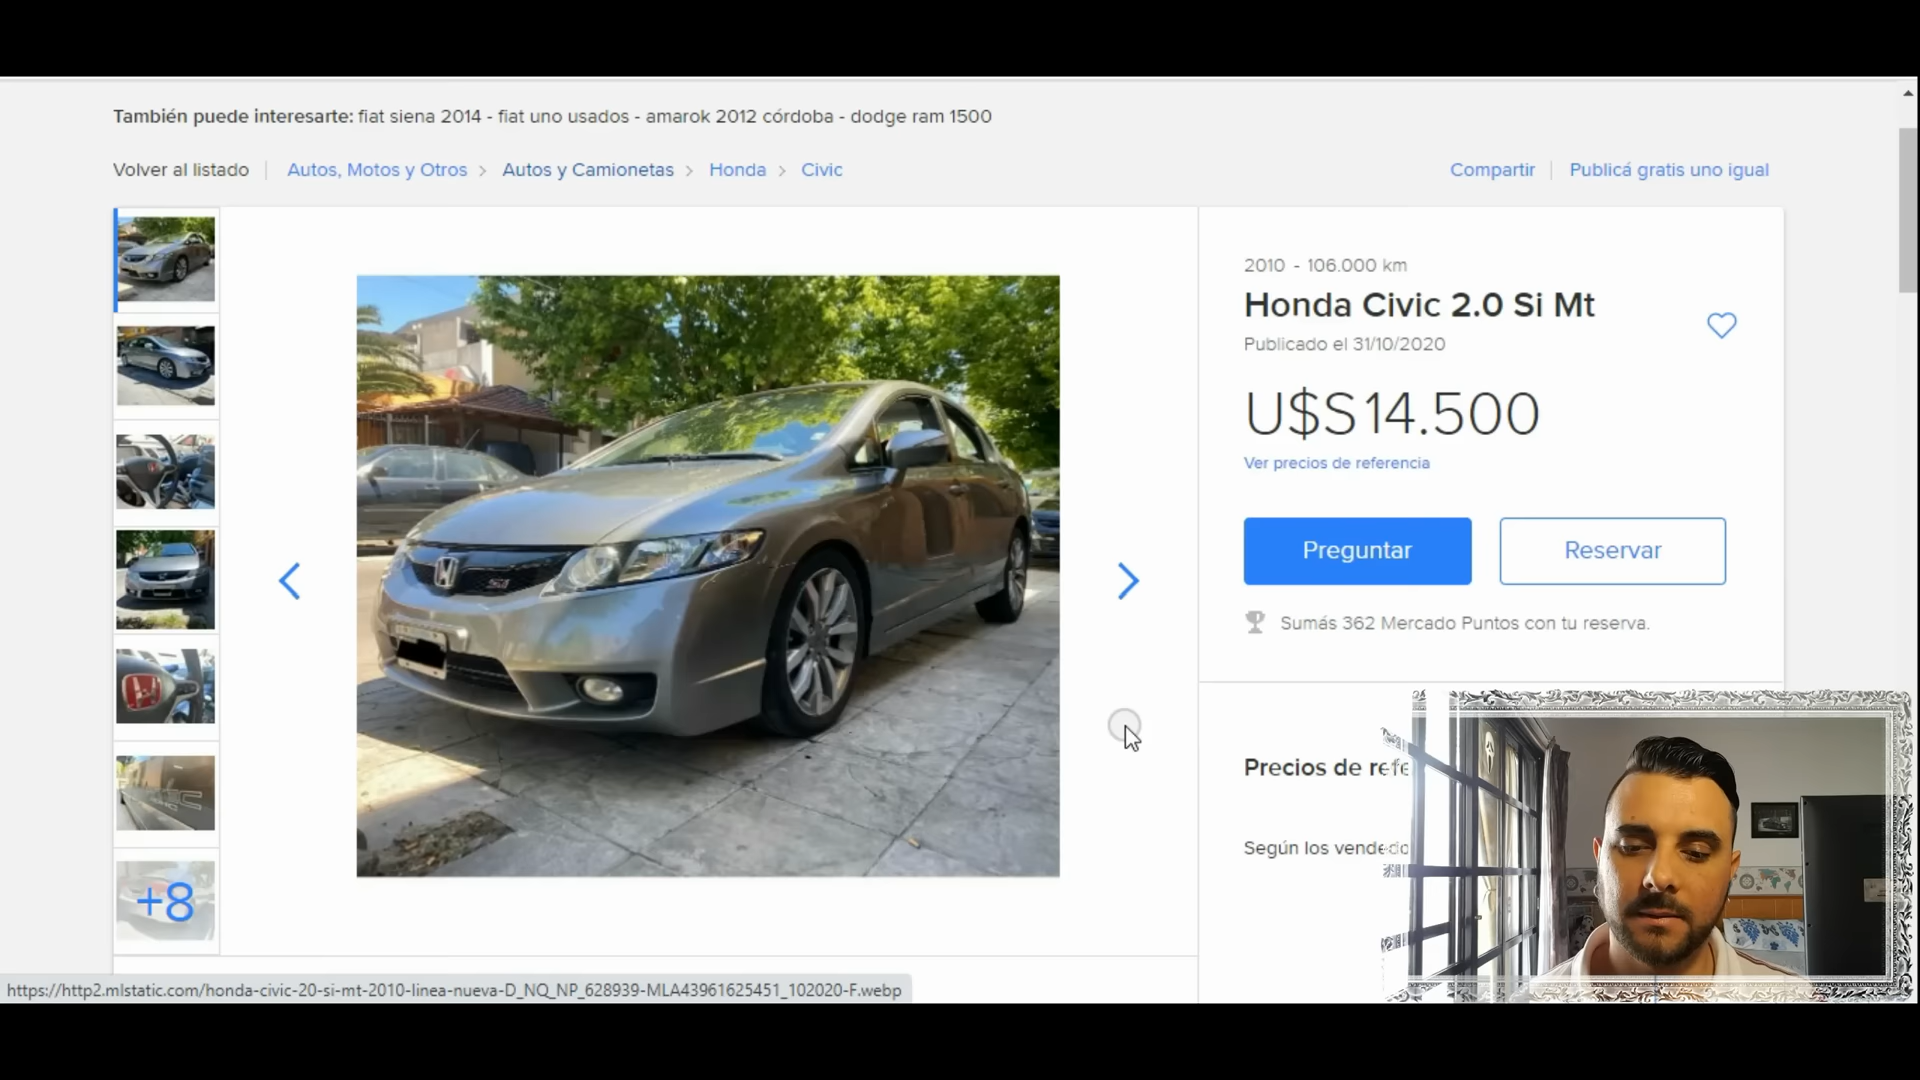 También puede interesarte: fiat siena 2014 - fiat uno usados - amarok 2012 córdoba - dodge ram 1500
Volver al listado
Autos, Motos y Otros > Autos y Camionetas > Honda > Civic
Compartir
Publicá gratis uno igual
2010 - 106.000 km
Honda Civic 2.0 Si Mt
Publicado el 31/10/2020
U$S 14.500
Ver precios de referencia
Preguntar
Reservar
Sumás 362 Mercado Puntos con tu reserva.
Precios de refe
Según los vendedo
Si
+8
https://http2.mlstatic.com/honda-civic-20-si-mt-2010-linea-nueva-D_NQ_NP_628939-MLA43961625451_102020-F.webp